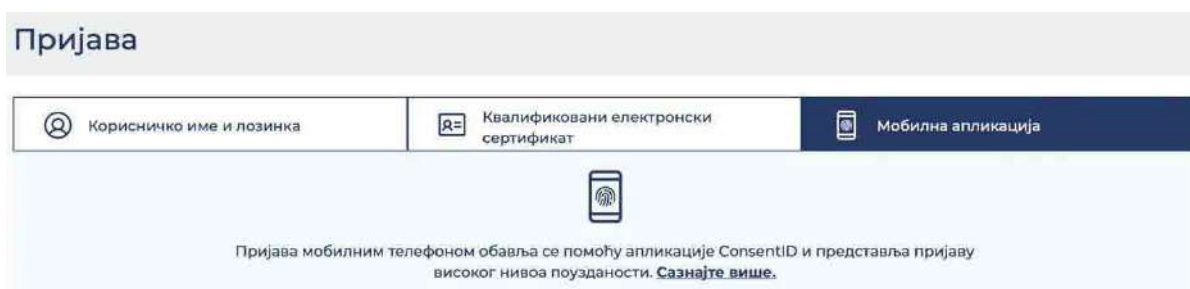 Пријава
Корисничко име и лозинка
Квалификовани електронски
сертификат
Мобилна апликација
Пријава мобилним телефоном обавља се помоћу апликације ConsentID и представља пријаву
високог нивоа поузданости. Сазнајте више.